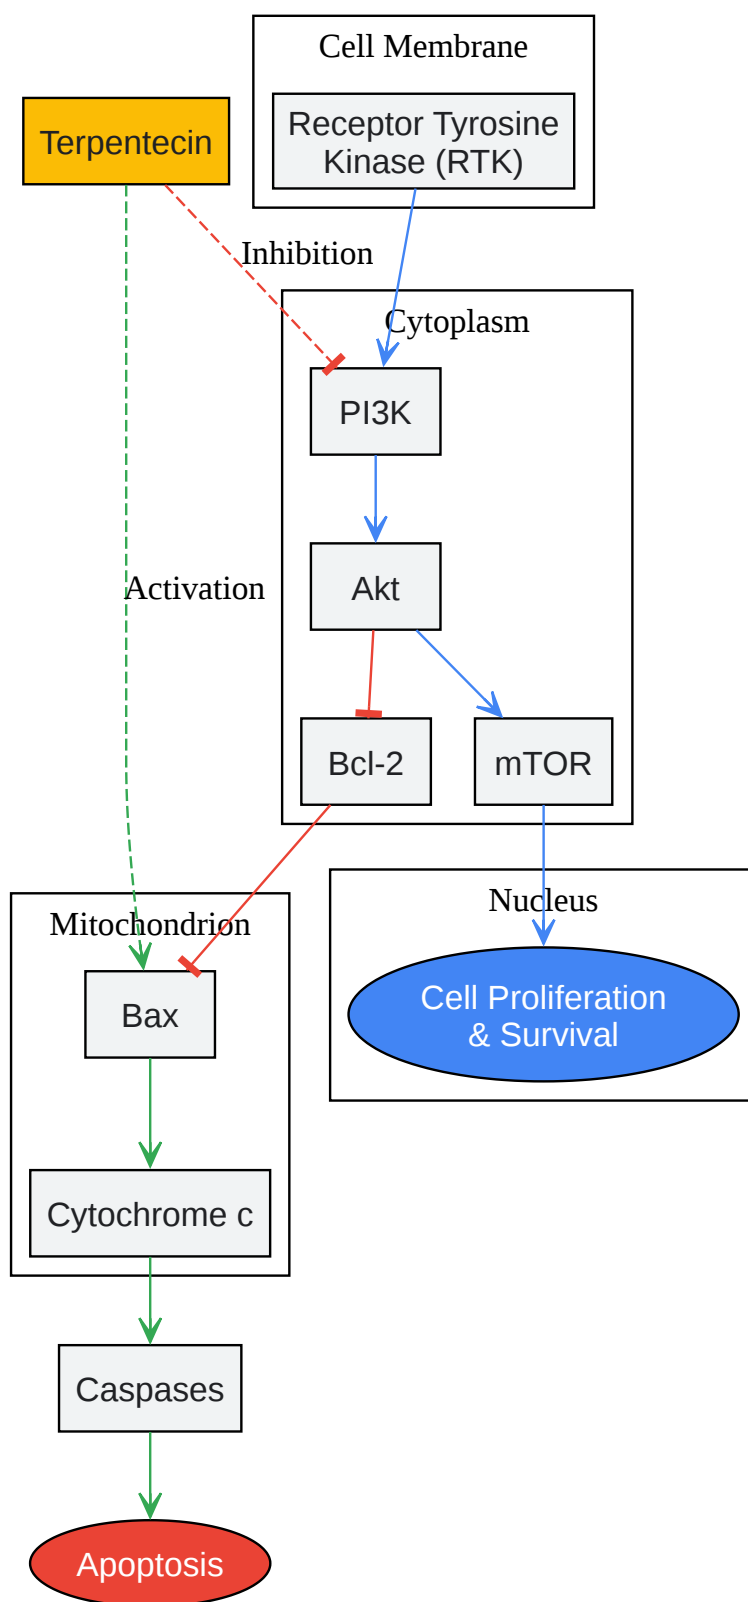 Cell Membrane
Terpentecin
Receptor Tyrosine
Kinase (RTK)
Inhibition
Cytoplasm
PI3K
Activation
Akt
Bcl-2
mTOR
Mitochondrion
Nucleus
Bax
Cell Proliferation
& Survival
Cytochrome c
Caspases
Apoptosis